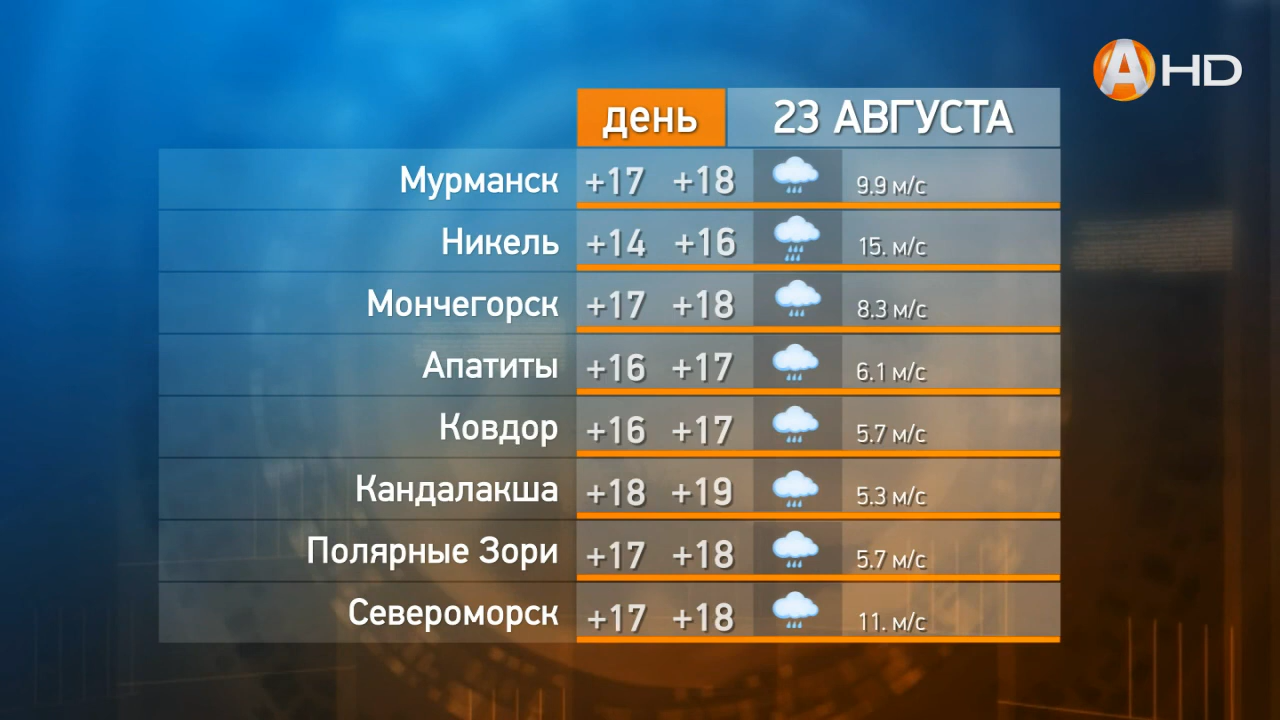 А HD
день 23 АВГУСТА
Мурманск +17 +18 9.9 м/с
Никель +14 +16 15. м/с
Мончегорск +17 +18 8.3 м/с
Апатиты +16 +17 6.1 м/с
Ковдор +16 +17 5.7 м/с
Кандалакша +18 +19 5.3 м/с
Полярные Зори +17 +18 5.7 м/с
Североморск +17 +18 11. м/с